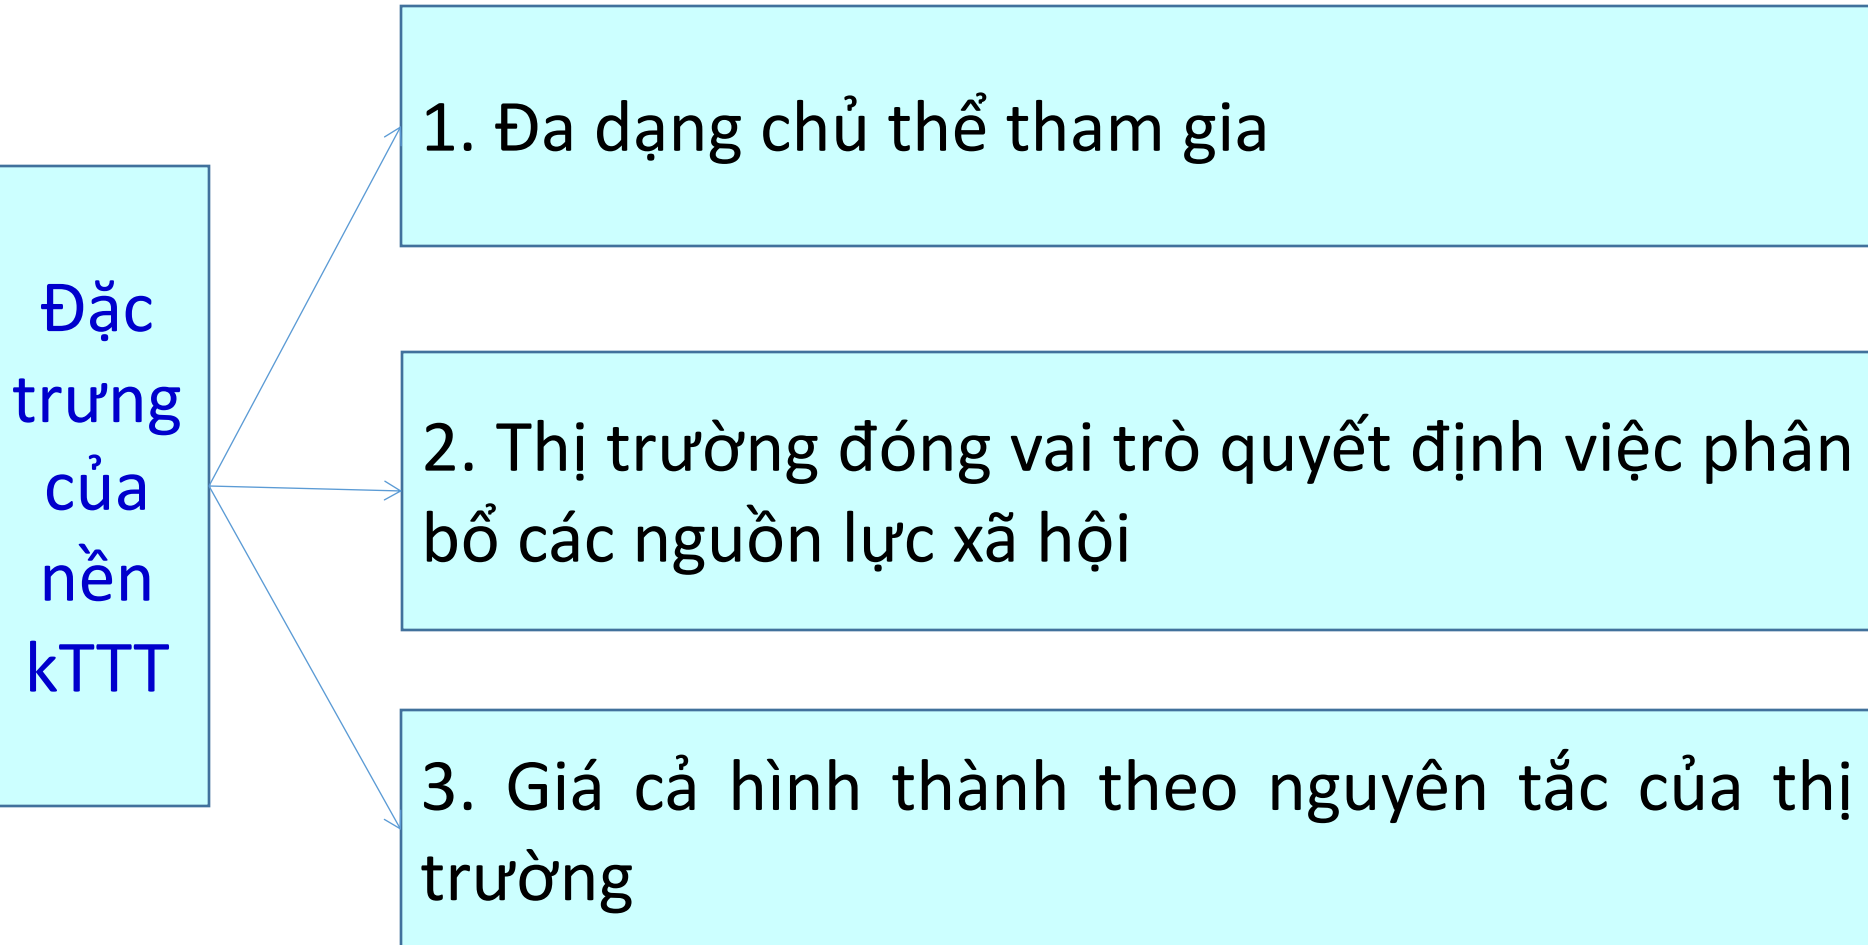 Đặc
trưng
của
nền
kTTT
1. Đa dạng chủ thể tham gia
2. Thị trường đóng vai trò quyết định việc phân
bổ các nguồn lực xã hội
3. Giá cả hình thành theo nguyên tắc của thị
trường